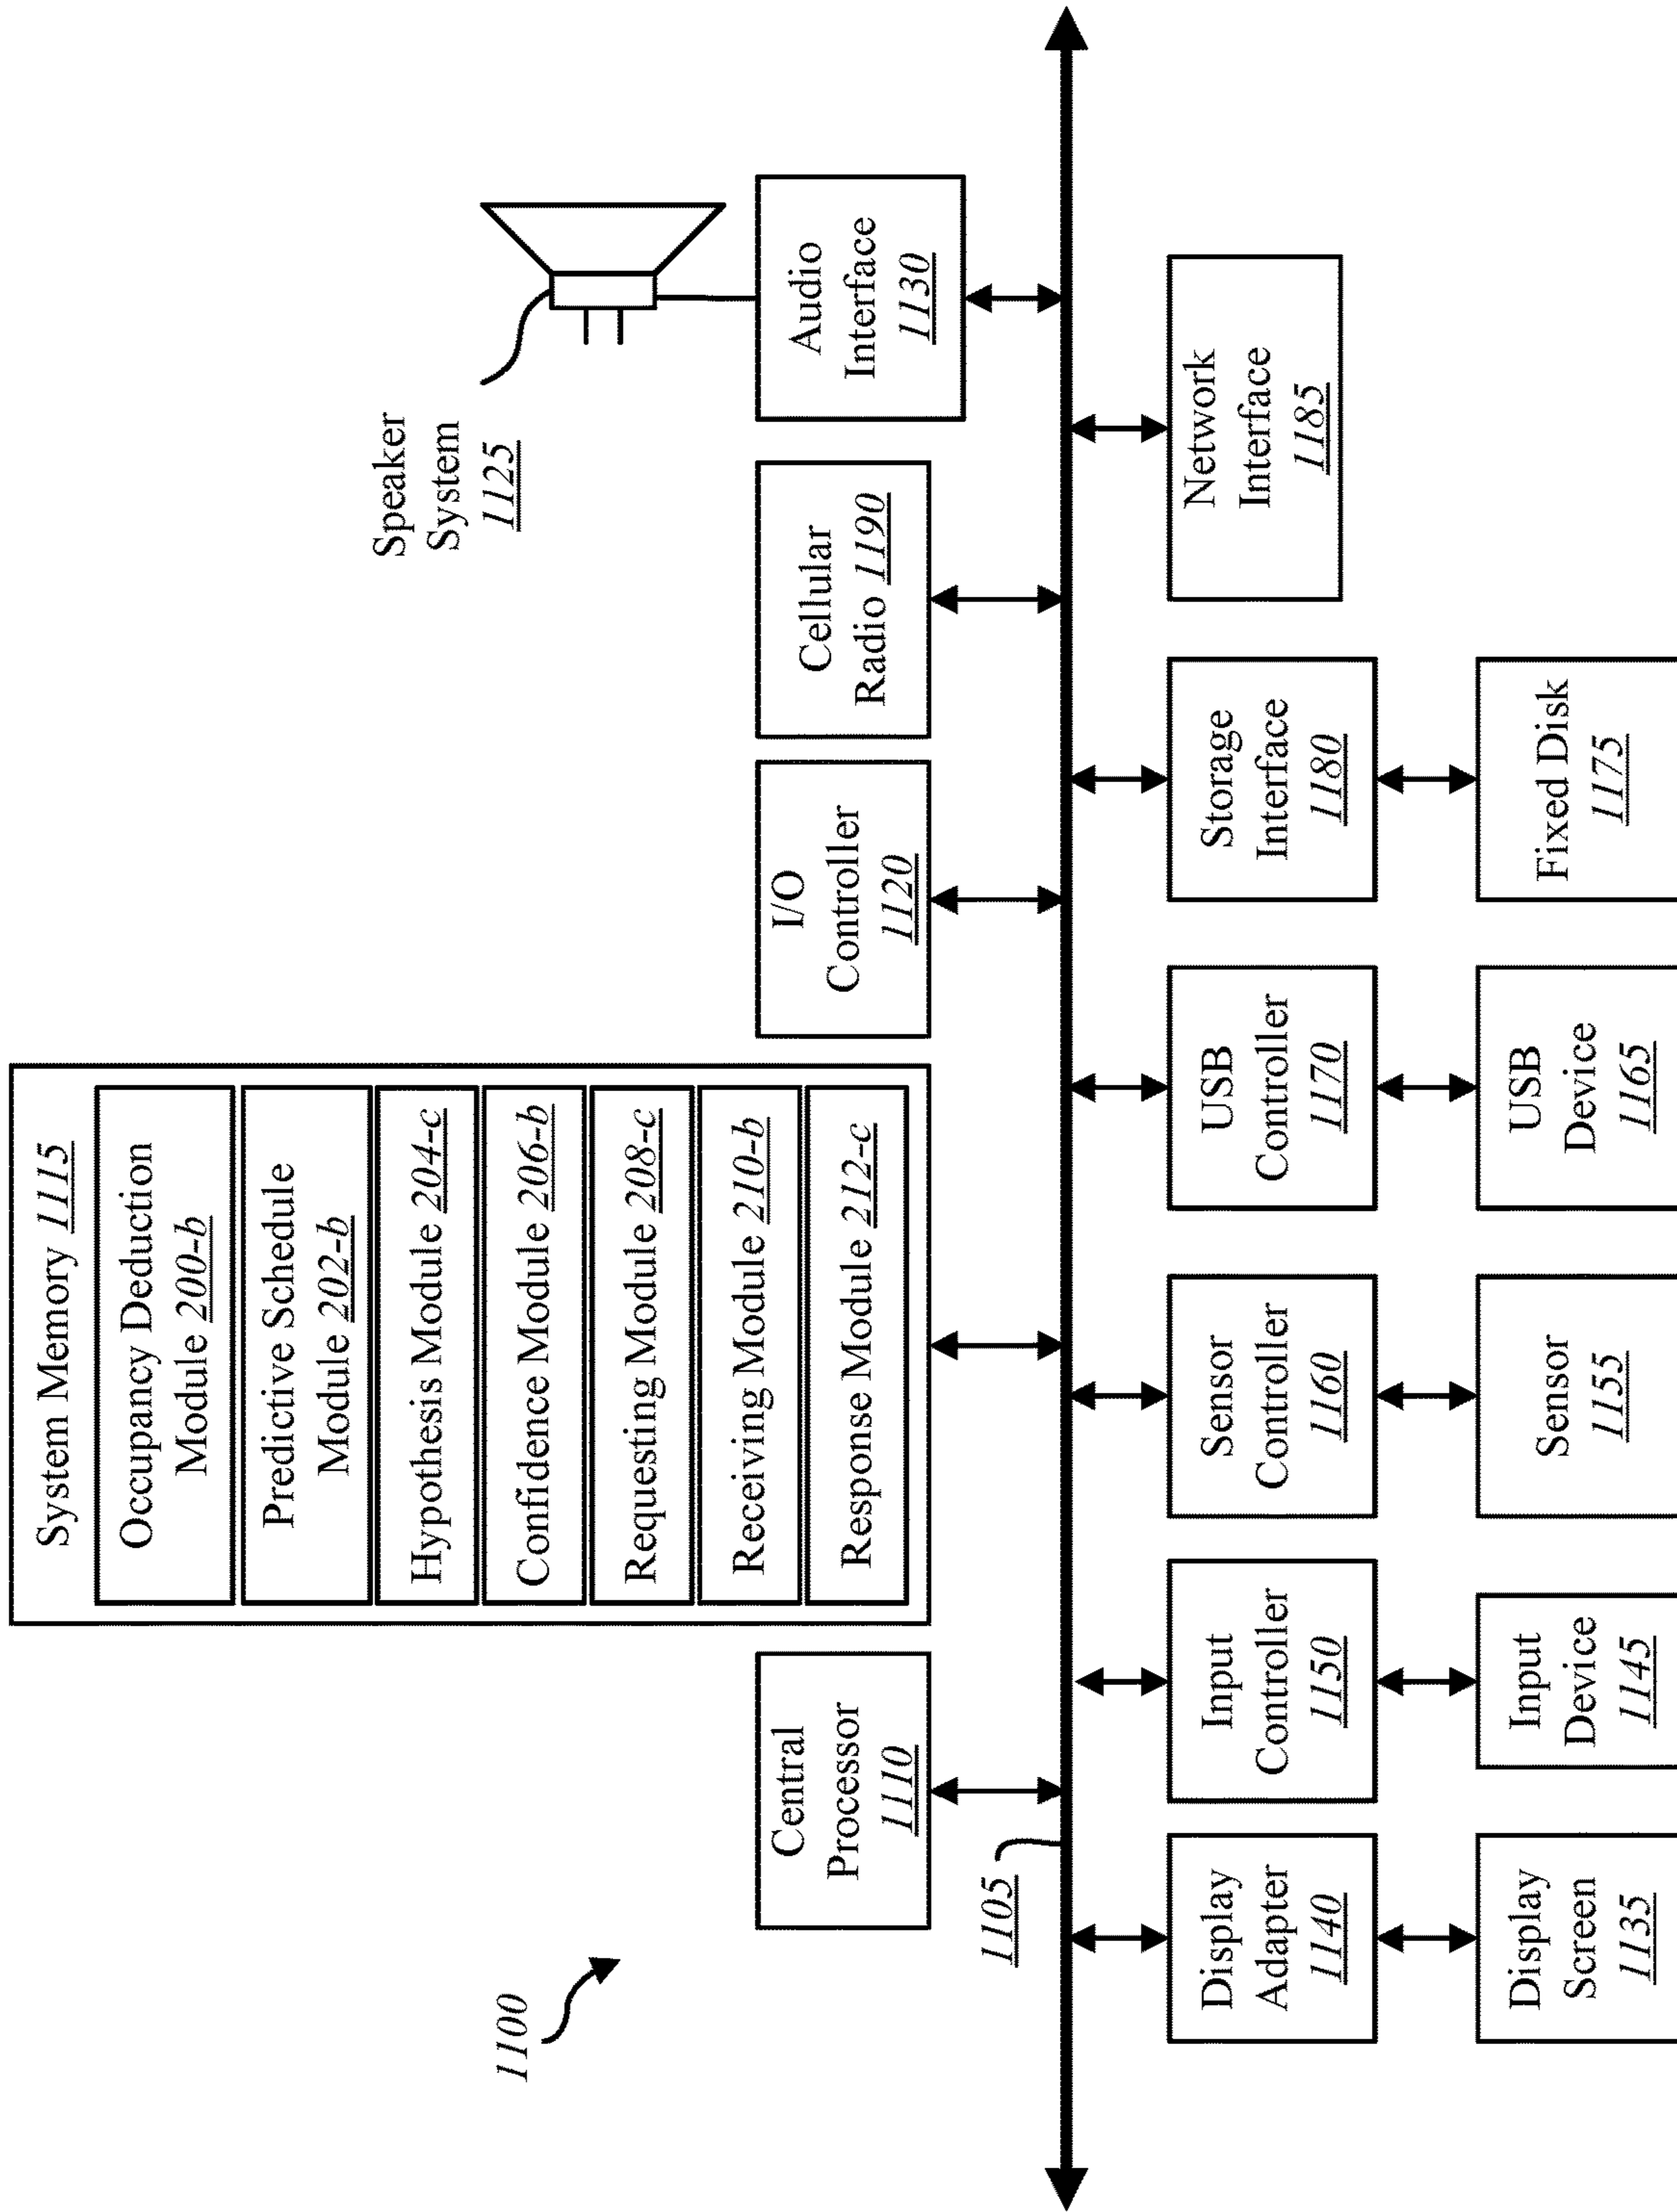 1100
System Memory 1115
Occupancy Deduction
Module 200-b
Predictive Schedule
Module 202-b
Hypothesis Module 204-c
Confidence Module 206-b
Requesting Module 208-c
Receiving Module 210-b
Response Module 212-c
Speaker
System
1125
Central
Processor
1110
I/O
Controller
1120
Cellular
Radio 1190
Audio
Interface
1130
1105
Display
Adapter
1140
Input
Controller
1150
Sensor
Controller
1160
USB
Controller
1170
Storage
Interface
1180
Network
Interface
1185
Display
Screen
1135
Input
Device
1145
Sensor
1155
USB
Device
1165
Fixed Disk
1175